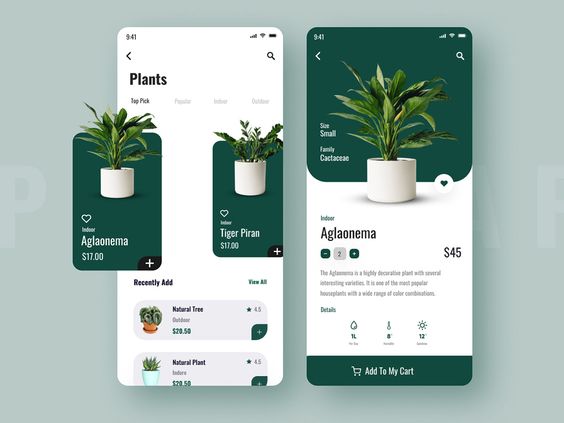 9:41
Plants
Top Pick
Popular
Indoor
Outdoor
Indoor
Aglaonema
$17.00
Indoor
Tiger Piran
$17.00
Recently Add
View All
Natural Tree
4.5
Outdoor
$20.50
Natural Plant
4.5
Indoro
$20.50
9:41
Size
Small
Family
Cactaceae
Indoor
Aglaonema
2
$45
The Aglaonema is a highly decorative plant with several
interesting varieties. It is one of the most popular
houseplants with a wide range of color combinations.
Details
1L
8°
12°
Add To My Cart